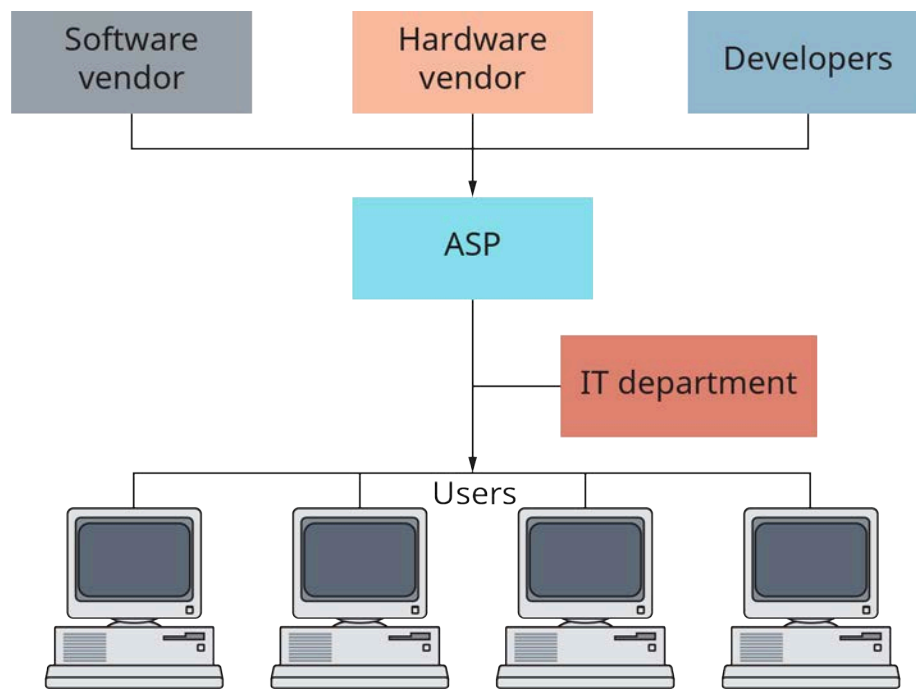 Software
vendor
Hardware
vendor
Developers
ASP
IT department
Users